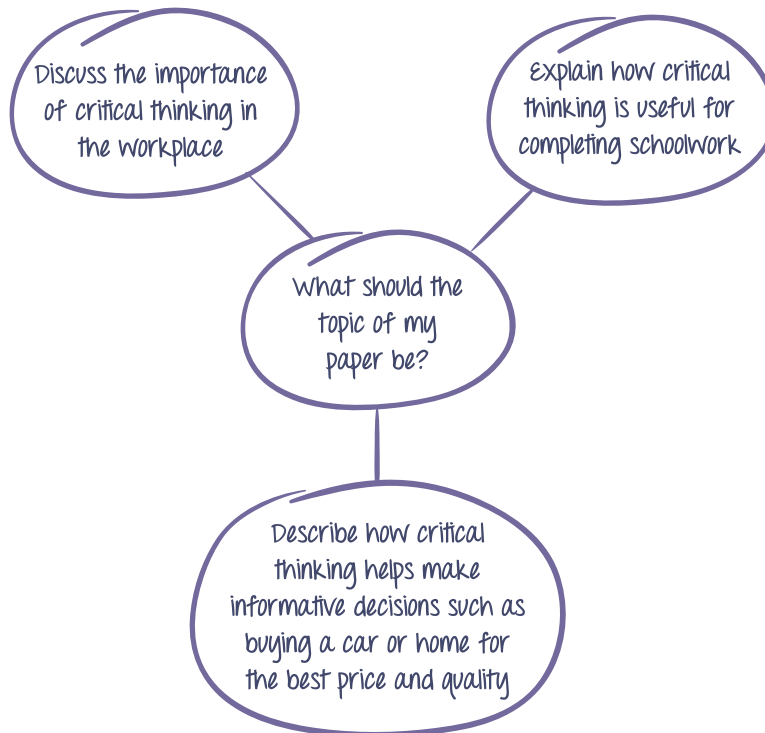 Discuss the importance
of critical thinking in
the workplace
Explain how critical
thinking is useful for
completing schoolwork
What should the
topic of my
paper be?
Describe how critical
thinking helps make
informative decisions such as
buying a car or home for
the best price and quality